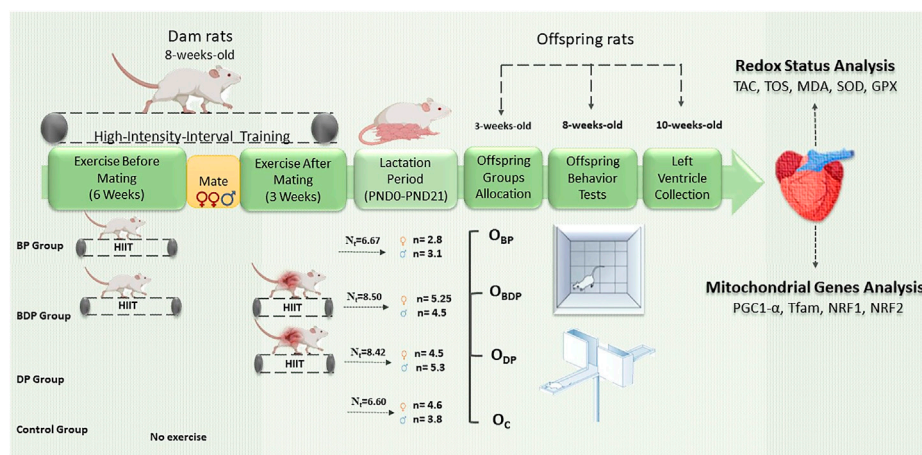 Dam rats
8-weeks-old
High-Intensity-Interval Training
Offspring rats
3-weeks-old
8-weeks-old
10-weeks-old
Redox Status Analysis
TAC, TOS, MDA, SOD, GPX
Exercise Before
Mating
(6 Weeks)
Mate
♀♀♂
Exercise After
Mating
(3 Weeks)
Lactation
Period
(PND0-PND21)
Offspring
Groups
Allocation
Offspring
Behavior
Tests
Left
Ventricle
Collection
BP Group
HIIT
Nt=6.67
♀ n= 2.8
♂ n= 3.1
OBP
BDP Group
HIIT
HIIT
Nt=8.50
♀ n= 5.25
♂ n= 4.5
OBDP
DP Group
HIIT
Nt=8.42
♀ n= 4.5
♂ n= 5.3
ODP
Control Group
No exercise
Nt=6.60
♀ n= 4.6
♂ n= 3.8
OC
Mitochondrial Genes Analysis
PGC1-α, Tfam, NRF1, NRF2